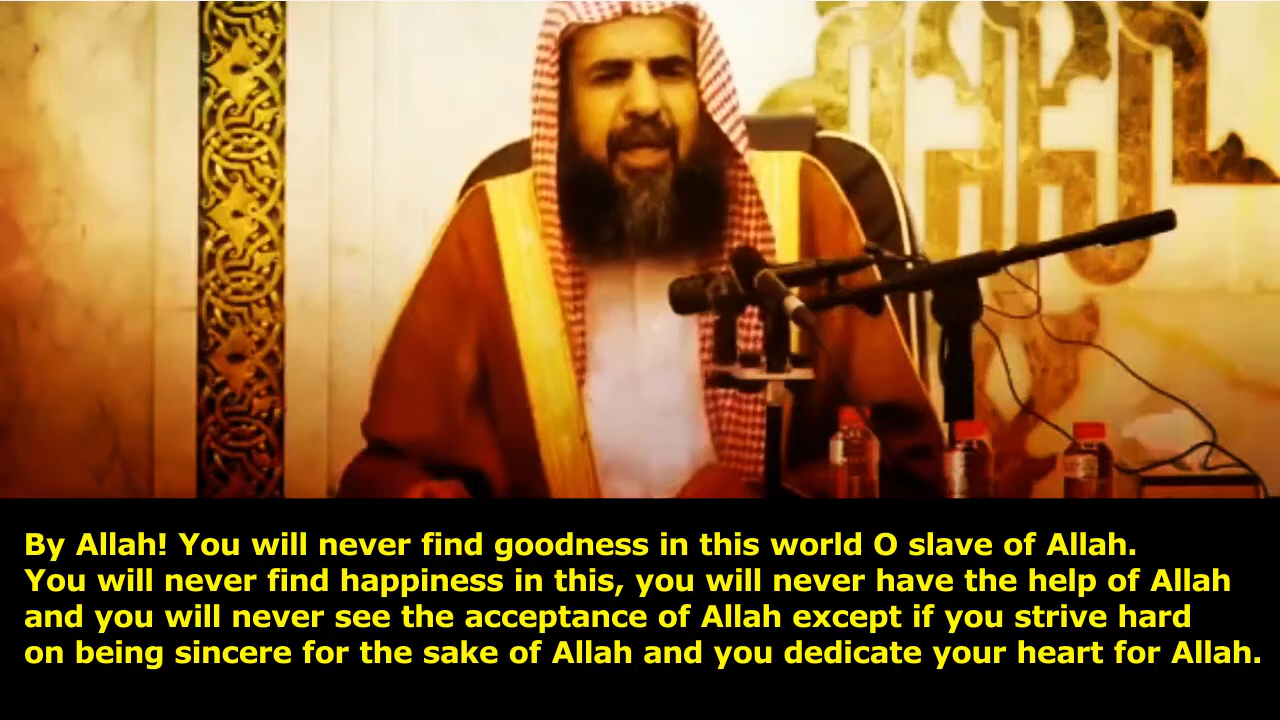 By Allah! You will never find goodness in this world O slave of Allah.
You will never find happiness in this, you will never have the help of Allah
and you will never see the acceptance of Allah except if you strive hard
on being sincere for the sake of Allah and you dedicate your heart for Allah.